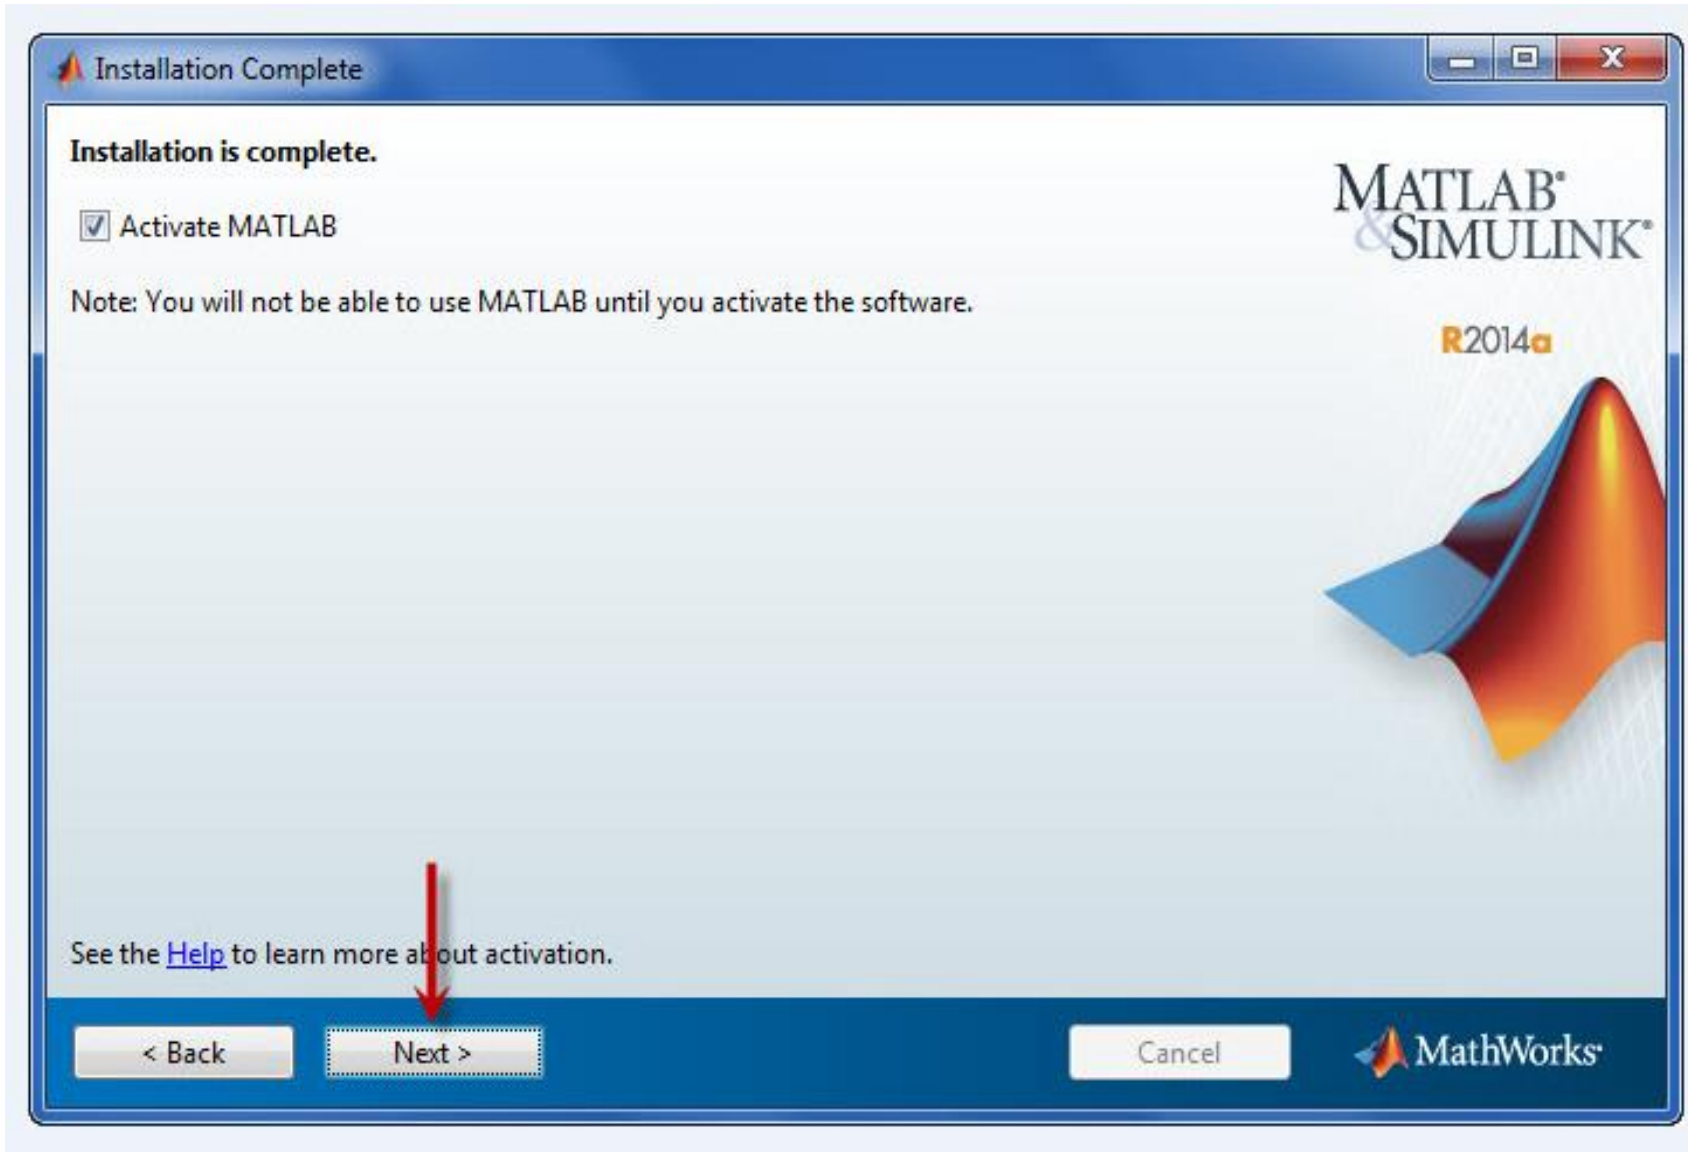 Installation Complete
Installation is complete.
Activate MATLAB
Note: You will not be able to use MATLAB until you activate the software.
MATLAB®
&SIMULINK®
R2014a
See the Help to learn more about activation.
< Back
Next >
Cancel
MathWorks®